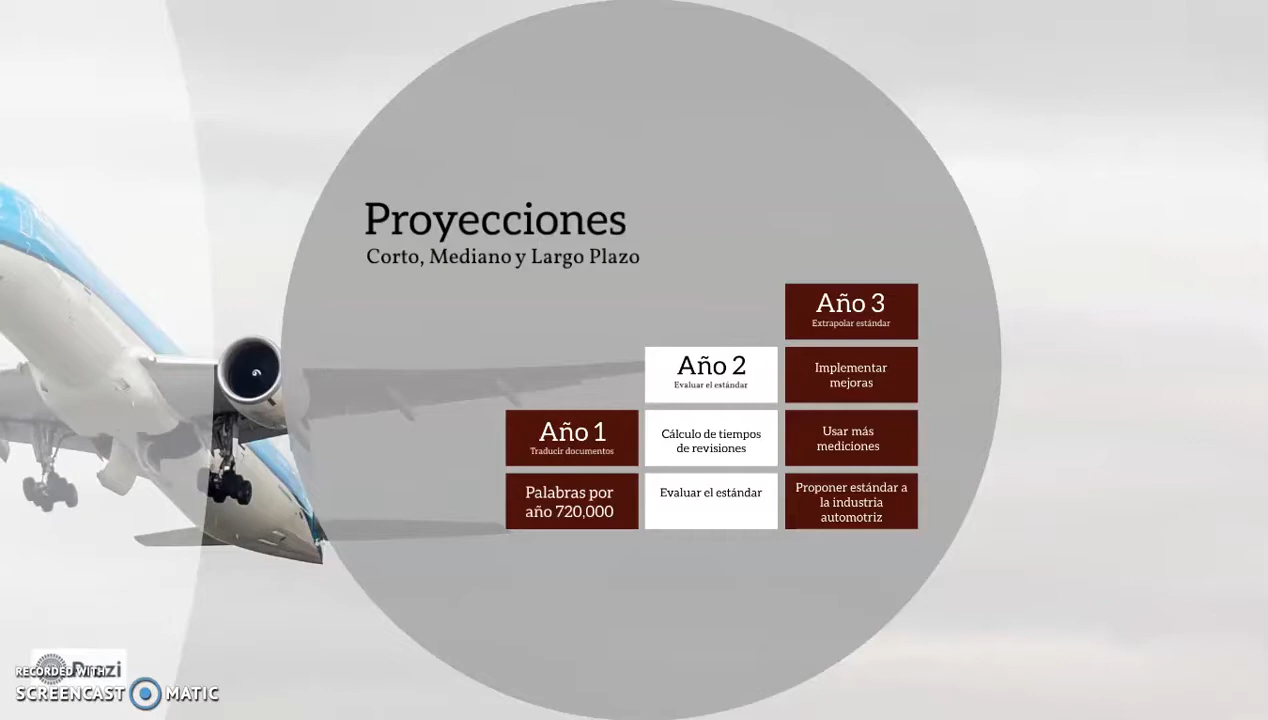 Proyecciones
Corto, Mediano y Largo Plazo
Año 3
Extrapolar estándar
Año 2
Evaluar el estándar
Implementar
mejoras
Año 1
Traducir documentos
Cálculo de tiempos
de revisiones
Usar más
mediciones
Palabras por
año 720,000
Evaluar el estándar
Proponer estándar a
la industria
automotriz
Prezi
RECORDED WITH
SCREENCAST MATIC